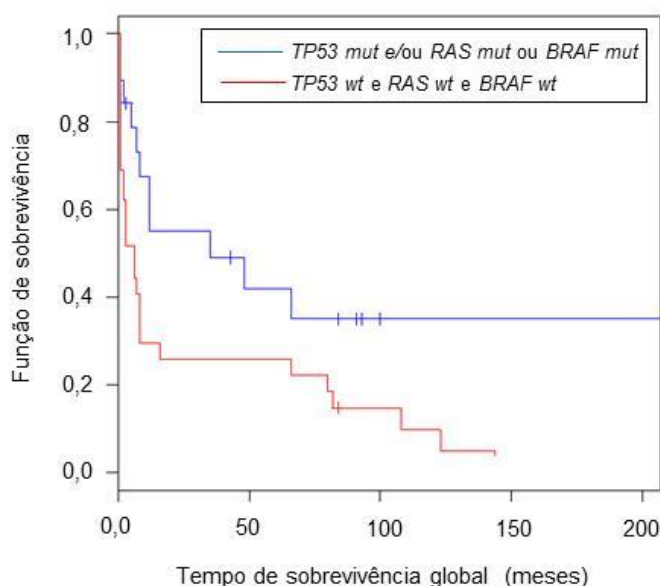 TP53 mut e/ou RAS mut ou BRAF mut
TP53 wt e RAS wt e BRAF wt
Função de sobrevivência
1,0
0,8
0,6
0,4
0,2
0,0
0,0 50 100 150 200
Tempo de sobrevivência global (meses)